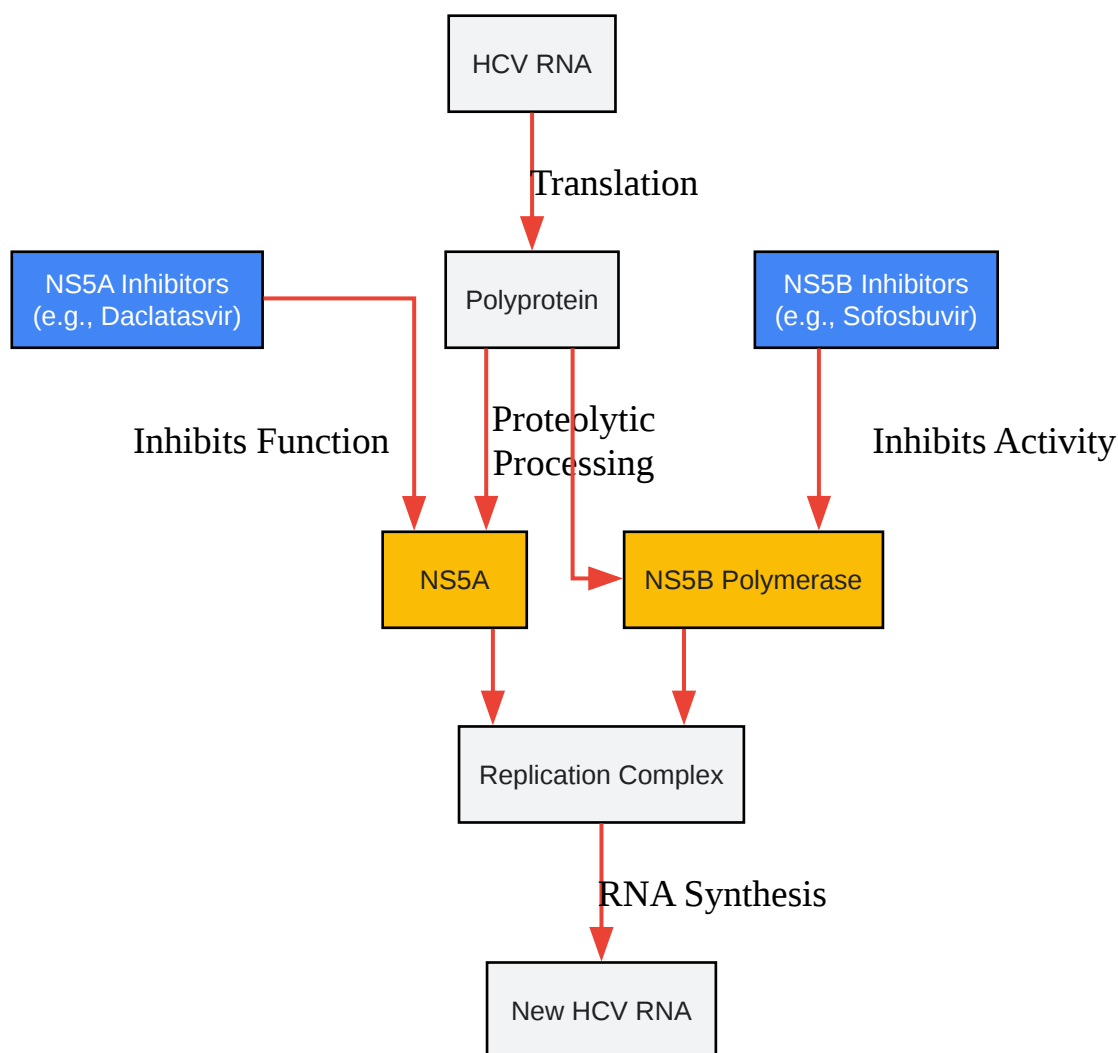 HCV RNA
Translation
NS5A Inhibitors
(e.g., Daclatasvir)
Polyprotein
NS5B Inhibitors
(e.g., Sofosbuvir)
Inhibits Function
Proteolytic
Processing
Inhibits Activity
NS5A
NS5B Polymerase
Replication Complex
RNA Synthesis
New HCV RNA